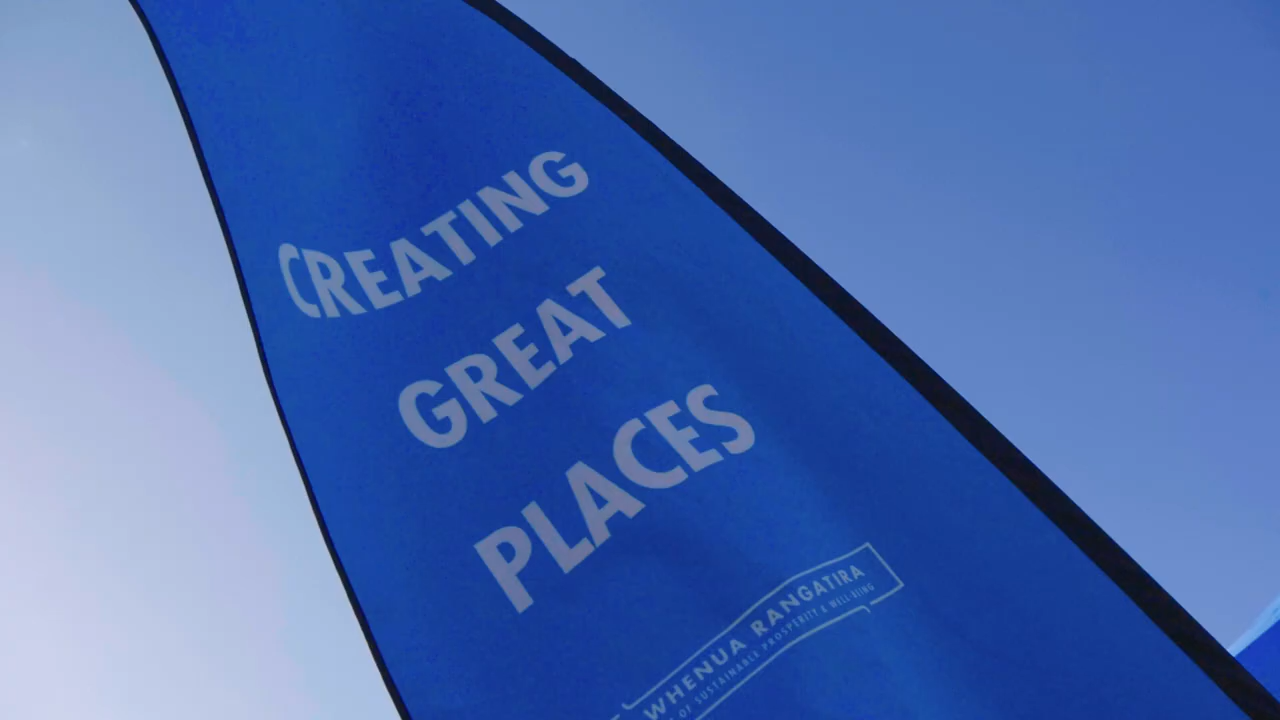 CREATING
GREAT
PLACES
WHENUA RANGATIRA
OF SUSTAINABLE PROSPERITY & WELL-BEING